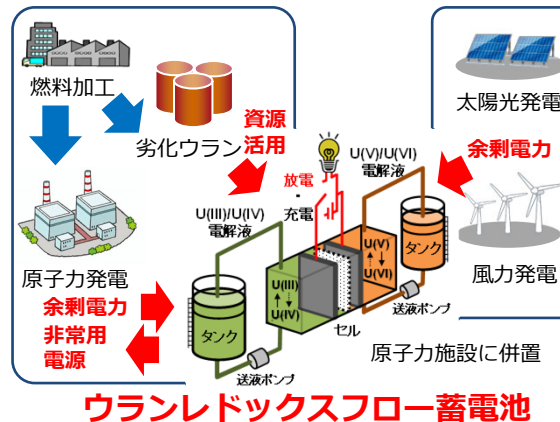 燃料加工
劣化ウラン
資源
活用
原子力発電
余剰電力
非常用
電源
U(III)/U(IV)
電解液
放電
・
充電
U(V)/U(VI)
電解液
太陽光発電
余剰電力
風力発電
タンク
U(III)
U(IV)
U(V)
U(VI)
タンク
セル
送液ポンプ
送液ポンプ
原子力施設に併置
ウランレドックスフロー蓄電池